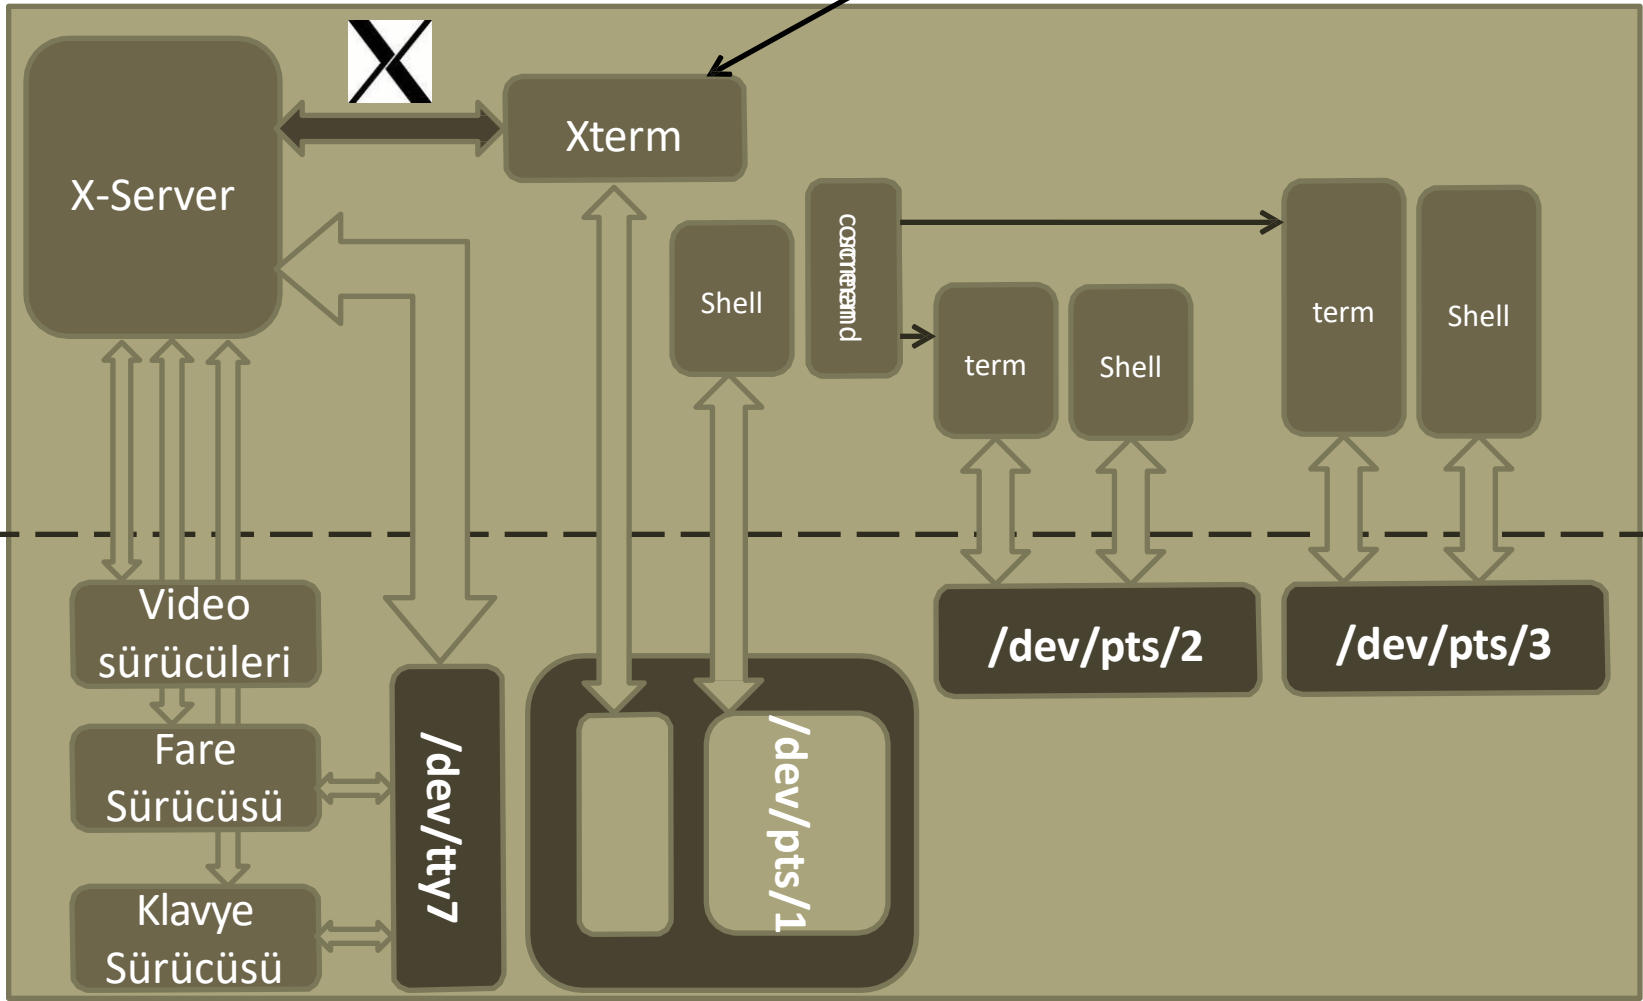 X-Server
Xterm
Shell
term
Shell
term
Shell
Video
sürücüleri
Fare
Sürücüsü
Klavye
Sürücüsü
/dev/tty7
/dev/pts/1
/dev/pts/2
/dev/pts/3